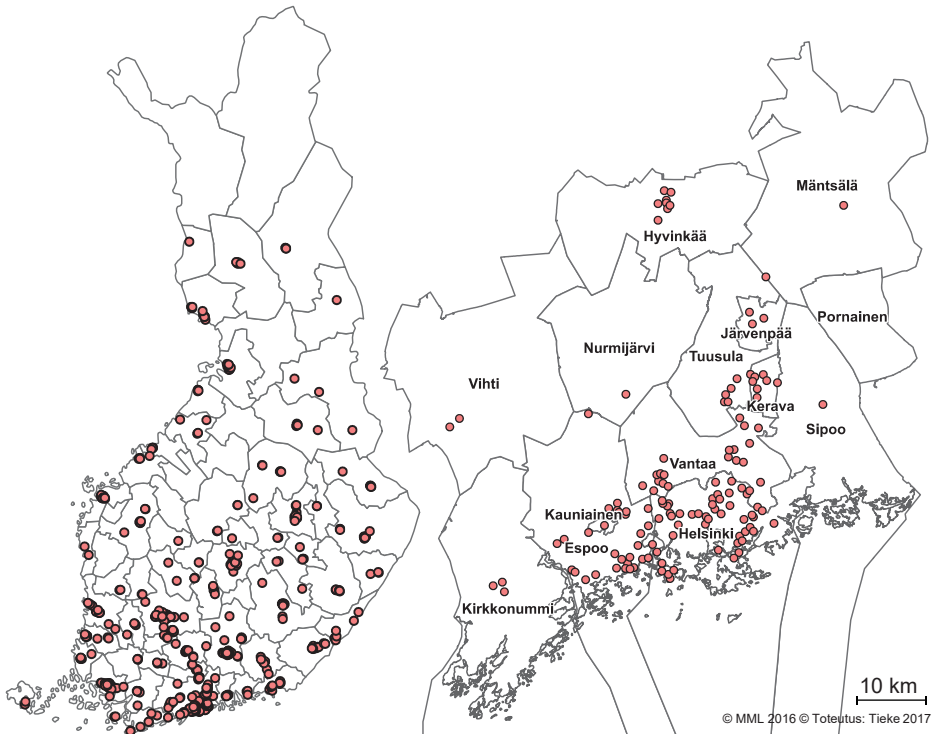 Mäntsälä
Hyvinkää
Pornainen
Järvenpää
Nurmijärvi
Tuusula
Vihti
Kerava
Sipoo
Vantaa
Kauniainen
Helsinki
Espoo
Kirkkonummi
10 km
© MML 2016 © Toteutus: Tieke 2017